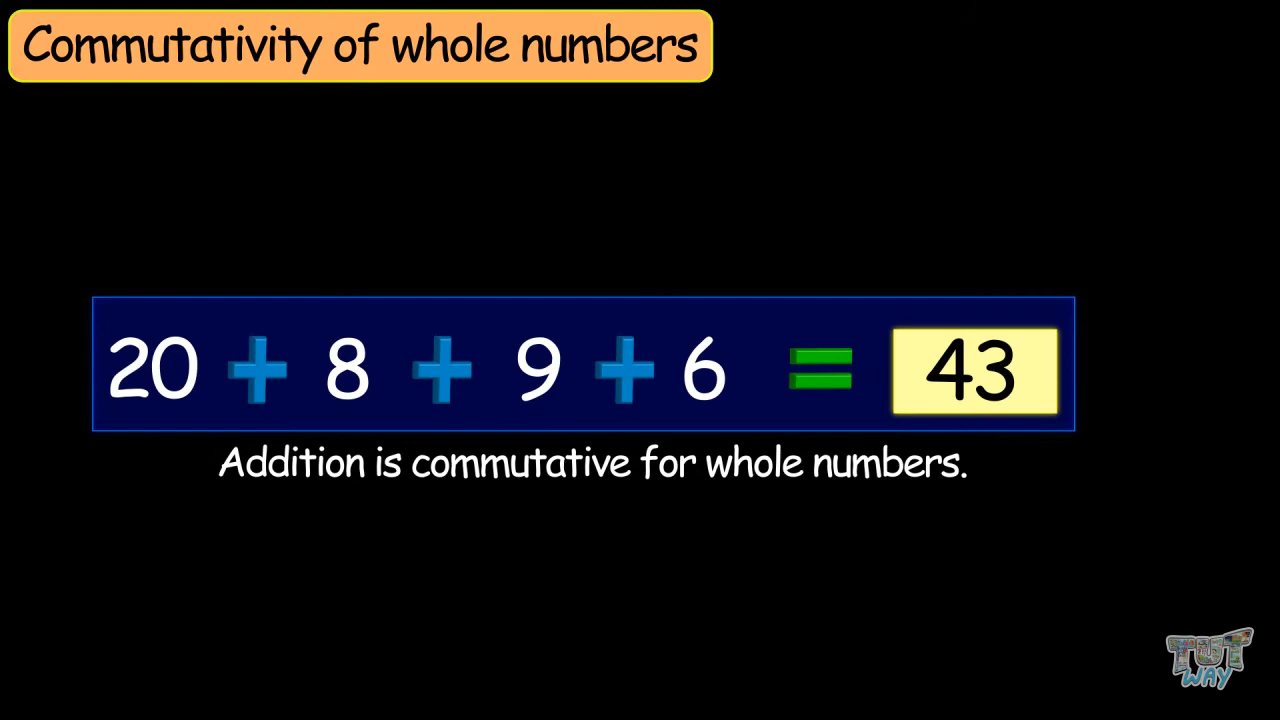 Commutativity of whole numbers
20 + 8 + 9 + 6 = 43
Addition is commutative for whole numbers.
TUT
WAY